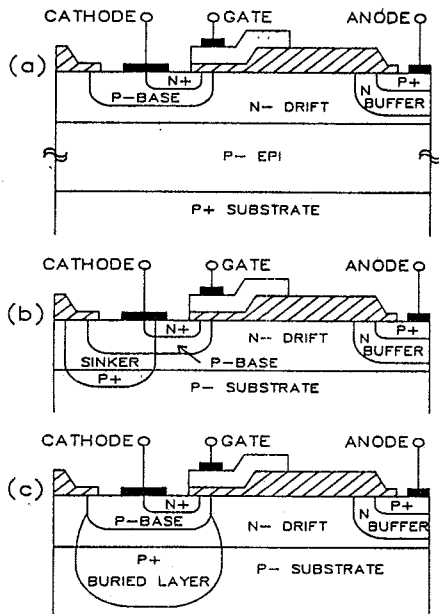 CATHODE GATE ANODE
(a)
N+ P+
P-BASE N- DRIFT N BUFFER
P- EPI
P+ SUBSTRATE
CATHODE GATE ANODE
(b)
N+ P+
SINKER P-BASE N- DRIFT N BUFFER
P+ P- SUBSTRATE
CATHODE GATE ANODE
(c)
N+ P+
P-BASE N- DRIFT N BUFFER
P+ BURIED LAYER P- SUBSTRATE